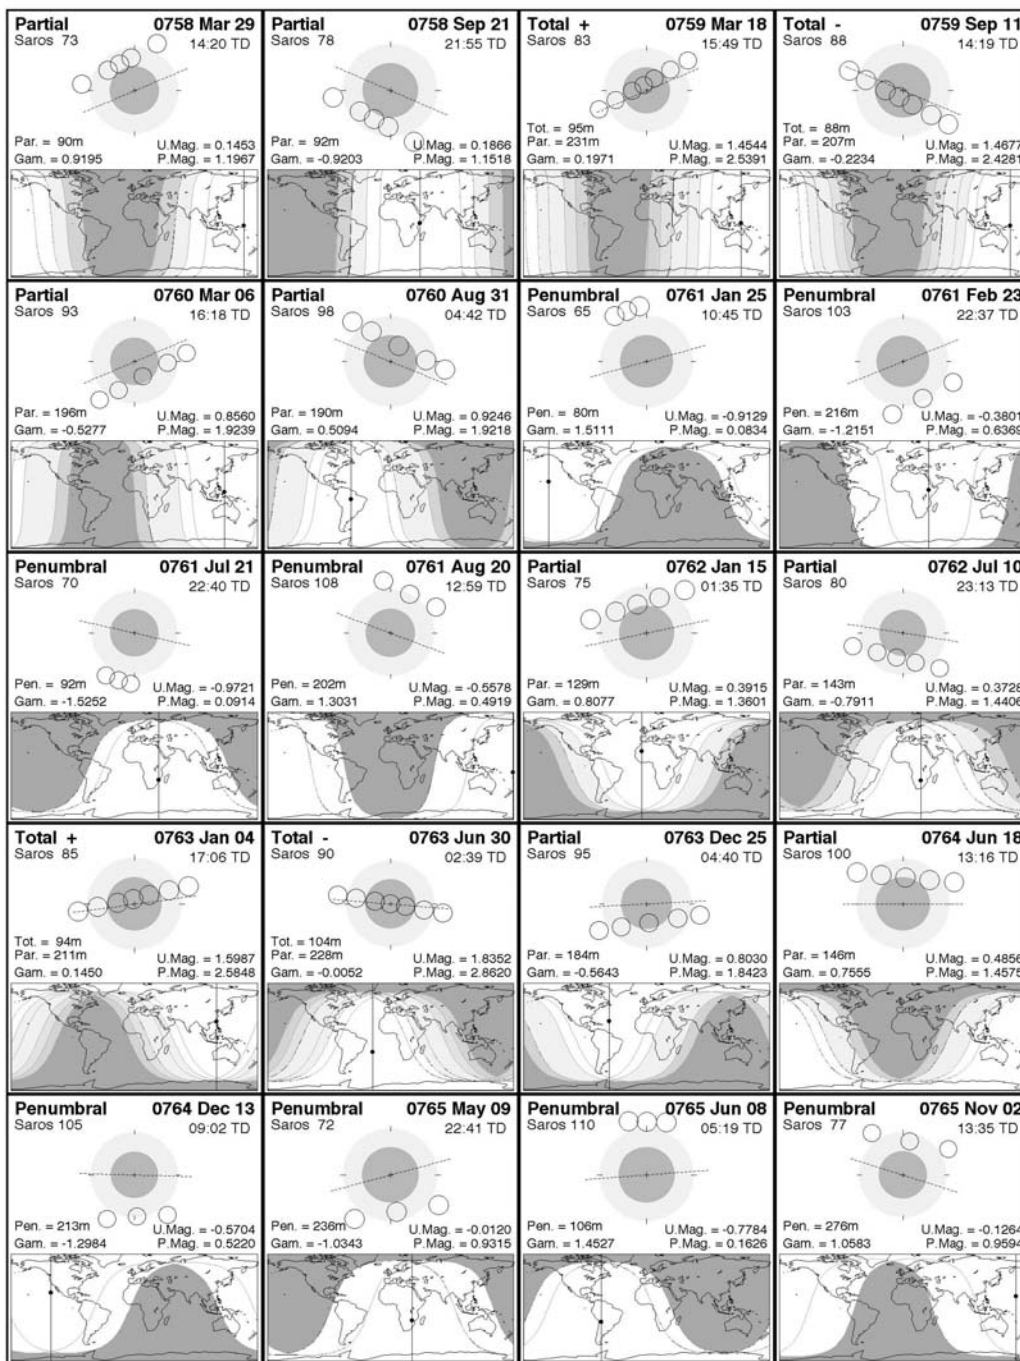 Partial 0758 Mar 29
Saros 73 14:20 TD
Par. = 90m U.Mag. = 0.1453
Gam. = 0.9195 P.Mag. = 1.1967
Partial 0758 Sep 21
Saros 78 21:55 TD
Par. = 92m U.Mag. = 0.1866
Gam. = -0.9203 P.Mag. = 1.1518
Total + 0759 Mar 18
Saros 83 15:49 TD
Tot. = 95m
Par. = 231m U.Mag. = 1.4544
Gam. = 0.1971 P.Mag. = 2.5391
Total - 0759 Sep 11
Saros 88 14:19 TD
Tot. = 88m
Par. = 207m U.Mag. = 1.4677
Gam. = -0.2234 P.Mag. = 2.4281
Partial 0760 Mar 06
Saros 93 16:18 TD
Par. = 196m U.Mag. = 0.8560
Gam. = -0.5277 P.Mag. = 1.9239
Partial 0760 Aug 31
Saros 98 04:42 TD
Par. = 190m U.Mag. = 0.9246
Gam. = 0.5094 P.Mag. = 1.9218
Penumbral 0761 Jan 25
Saros 65 10:45 TD
Pen. = 80m U.Mag. = -0.9129
Gam. = 1.5111 P.Mag. = 0.0834
Penumbral 0761 Feb 23
Saros 103 22:37 TD
Pen. = 216m U.Mag. = -0.3801
Gam. = -1.2151 P.Mag. = 0.6369
Penumbral 0761 Jul 21
Saros 70 22:40 TD
Pen. = 92m U.Mag. = -0.9721
Gam. = -1.5252 P.Mag. = 0.0914
Penumbral 0761 Aug 20
Saros 108 12:59 TD
Pen. = 202m U.Mag. = -0.5578
Gam. = 1.3031 P.Mag. = 0.4919
Partial 0762 Jan 15
Saros 75 01:35 TD
Par. = 129m U.Mag. = 0.3915
Gam. = 0.8077 P.Mag. = 1.3601
Partial 0762 Jul 10
Saros 80 23:13 TD
Par. = 143m U.Mag. = 0.3728
Gam. = -0.7911 P.Mag. = 1.4406
Total + 0763 Jan 04
Saros 85 17:06 TD
Tot. = 94m
Par. = 211m U.Mag. = 1.5987
Gam. = 0.1450 P.Mag. = 2.5848
Total - 0763 Jun 30
Saros 90 02:39 TD
Tot. = 104m
Par. = 228m U.Mag. = 1.8352
Gam. = -0.0052 P.Mag. = 2.8620
Partial 0763 Dec 25
Saros 95 04:40 TD
Par. = 184m U.Mag. = 0.8030
Gam. = -0.5643 P.Mag. = 1.8423
Partial 0764 Jun 18
Saros 100 13:16 TD
Par. = 146m U.Mag. = 0.4856
Gam. = 0.7555 P.Mag. = 1.4575
Penumbral 0764 Dec 13
Saros 105 09:02 TD
Pen. = 213m U.Mag. = -0.5704
Gam. = -1.2984 P.Mag. = 0.5220
Penumbral 0765 May 09
Saros 72 22:41 TD
Pen. = 236m U.Mag. = -0.0120
Gam. = -1.0343 P.Mag. = 0.9315
Penumbral 0765 Jun 08
Saros 110 05:19 TD
Pen. = 106m U.Mag. = -0.7784
Gam. = 1.4527 P.Mag. = 0.1626
Penumbral 0765 Nov 02
Saros 77 13:35 TD
Pen. = 276m U.Mag. = -0.1264
Gam. = 1.0583 P.Mag. = 0.9594